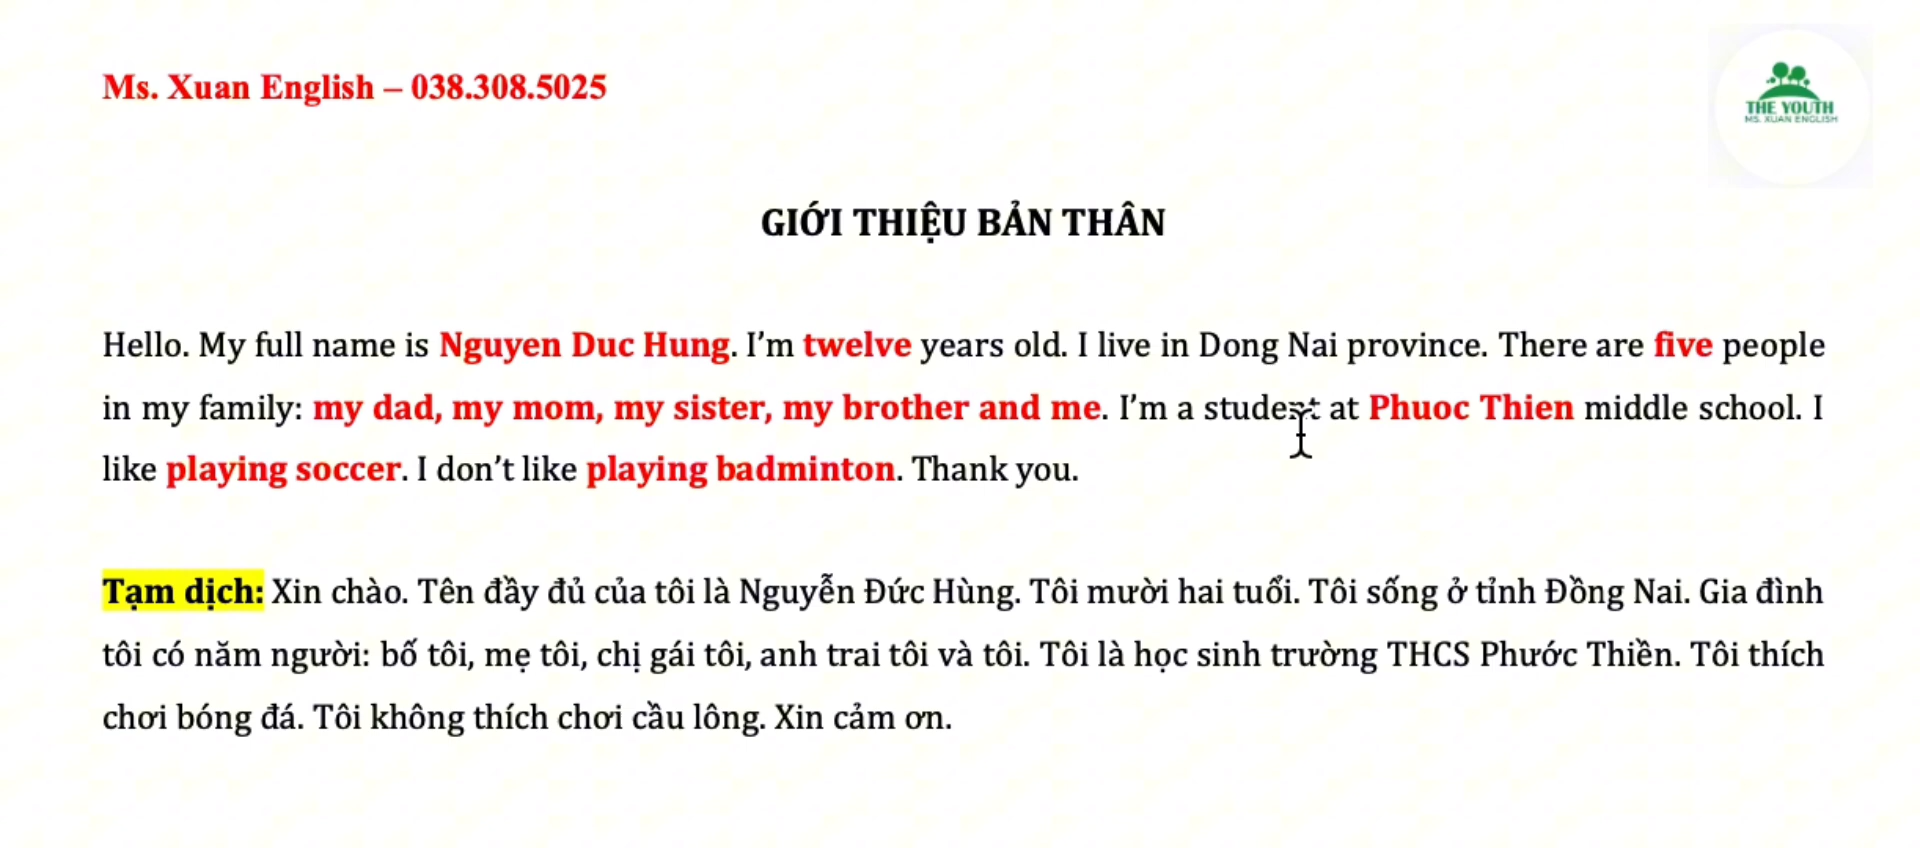 Ms. Xuan English – 038.308.5025
THE YOUTH
MS. XUAN ENGLISH
GIỚI THIỆU BẢN THÂN
Hello. My full name is Nguyen Duc Hung. I’m twelve years old. I live in Dong Nai province. There are five people
in my family: my dad, my mom, my sister, my brother and me. I’m a student at Phuoc Thien middle school. I
like playing soccer. I don’t like playing badminton. Thank you.
Tạm dịch: Xin chào. Tên đầy đủ của tôi là Nguyễn Đức Hùng. Tôi mười hai tuổi. Tôi sống ở tỉnh Đồng Nai. Gia đình
tôi có năm người: bố tôi, mẹ tôi, chị gái tôi, anh trai tôi và tôi. Tôi là học sinh trường THCS Phước Thiền. Tôi thích
chơi bóng đá. Tôi không thích chơi cầu lông. Xin cảm ơn.